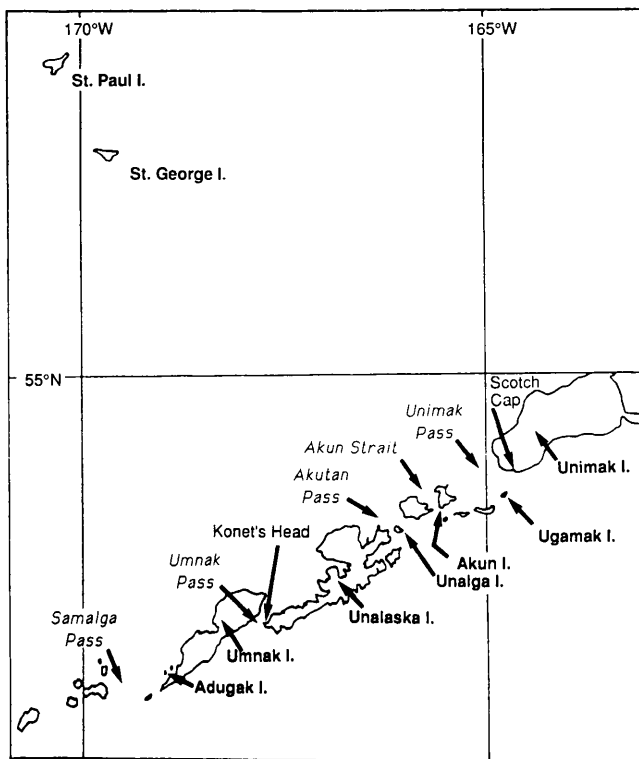 170°W
165°W
St. Paul I.
St. George I.
55°N
Scotch
Cap
Unimak
Pass
Akun Strait
Unimak I.
Akutan
Pass
Ugamak I.
Konet's Head
Akun I.
Unalga I.
Umnak
Pass
Unalaska I.
Samalga
Pass
Umnak I.
Adugak I.